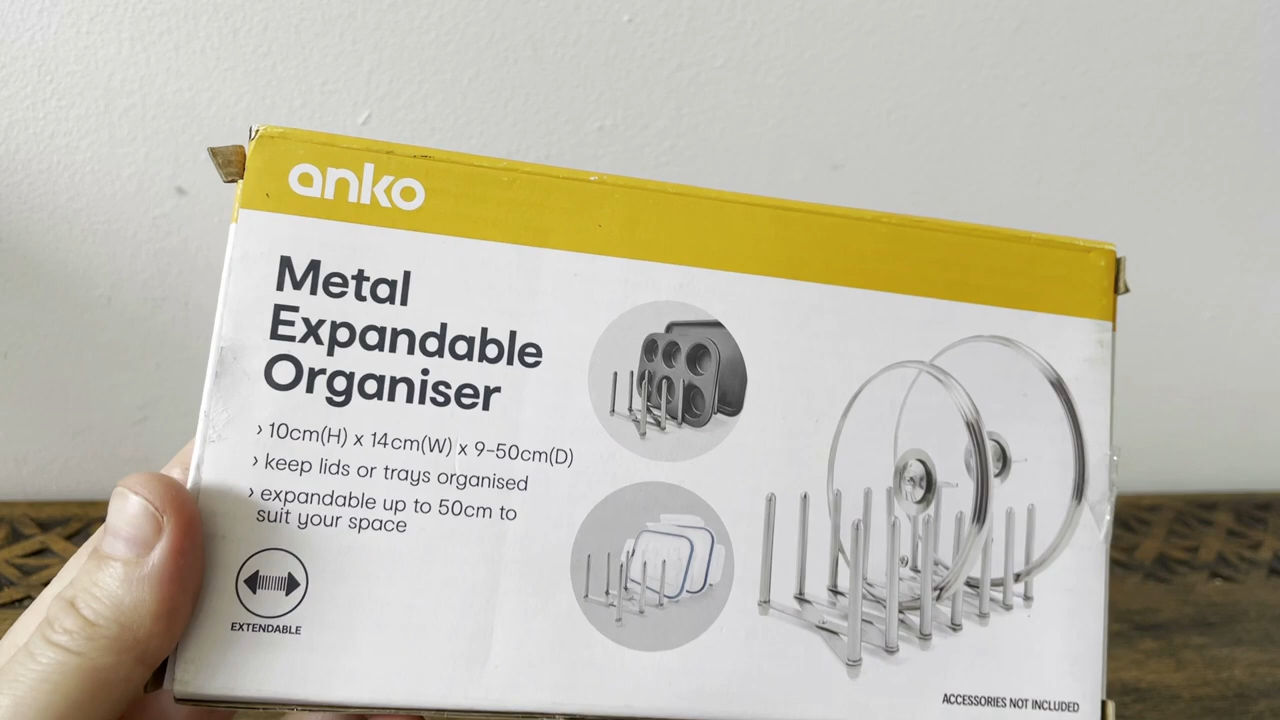 anko
Metal
Expandable
Organiser
› 10cm(H) x 14cm(W) x 9-50cm(D)
› keep lids or trays organised
› expandable up to 50cm to
suit your space
EXTENDABLE
ACCESSORIES NOT INCLUDED